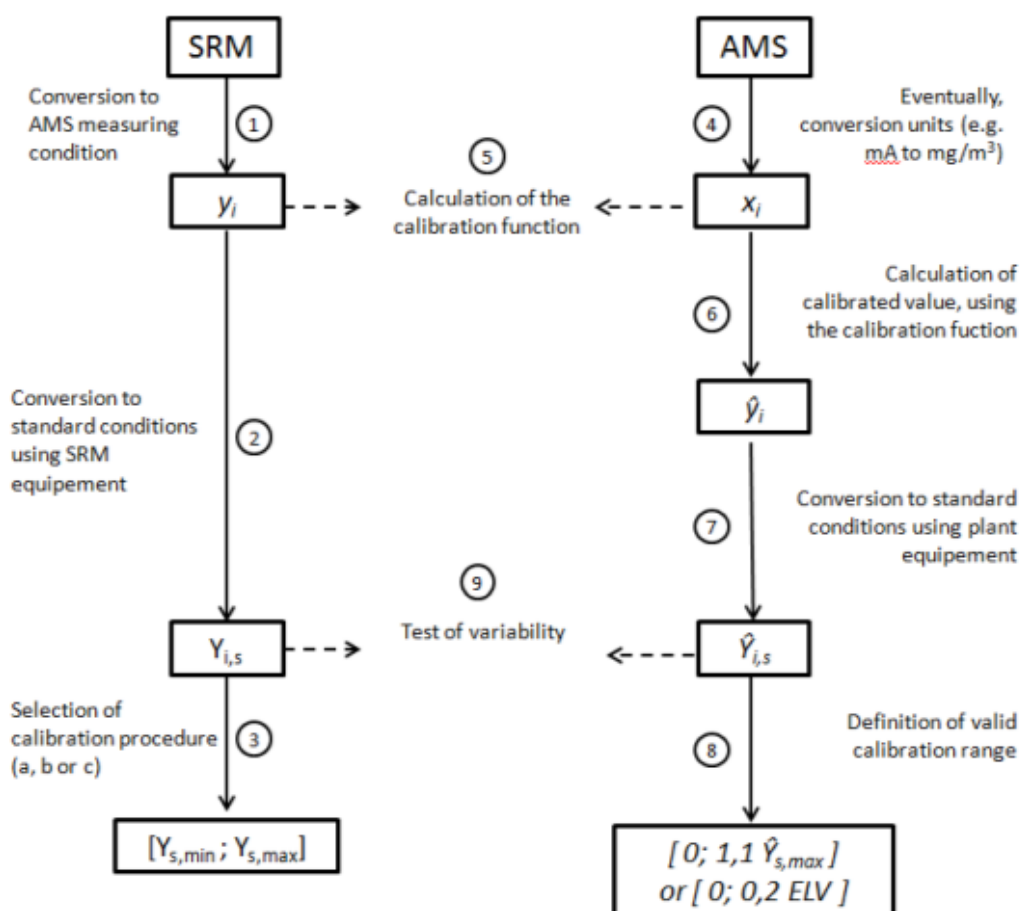 SRM
AMS
Conversion to
AMS measuring
condition
1
4
Eventually,
conversion units (e.g.
mA to mg/m³)
5
Calculation of the
calibration function
yᵢ
xᵢ
Calculation of
calibrated value, using
the calibration fuction
6
ŷᵢ
Conversion to
standard conditions
using SRM
equipement
2
7
Conversion to standard
conditions using plant
equipement
9
Test of variability
Yi,s
Ŷi,s
Selection of
calibration procedure
(a, b or c)
3
8
Definition of valid
calibration range
[Ys,min ; Ys,max]
[ 0; 1,1 Ŷs,max ]
or [ 0; 0,2 ELV ]